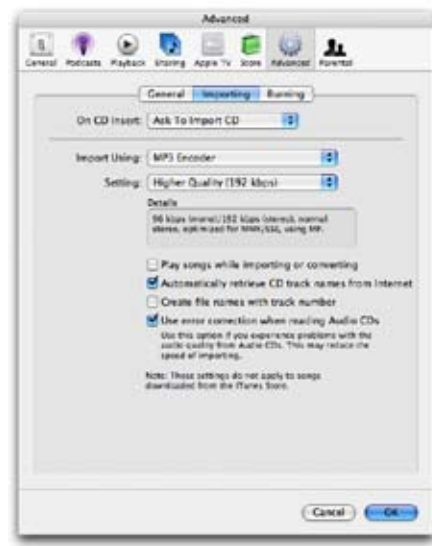 Advanced
General Podcasts Playback Sharing Apple TV Store Advanced Parental
General Importing Burning
On CD Insert: Ask To Import CD
Import Using: MP3 Encoder
Setting: Higher Quality (192 kbps)
Details
96 kbps (mono)/192 kbps (stereo), normal
stereo, optimized for MMX/SSE, using MP.
Play songs while importing or converting
Automatically retrieve CD track names from Internet
Create file names with track number
Use error correction when reading Audio CDs
Use this option if you experience problems with the
audio quality from Audio CDs. This may reduce the
speed of importing.
Note: These settings do not apply to songs
downloaded from the iTunes Store.
Cancel OK